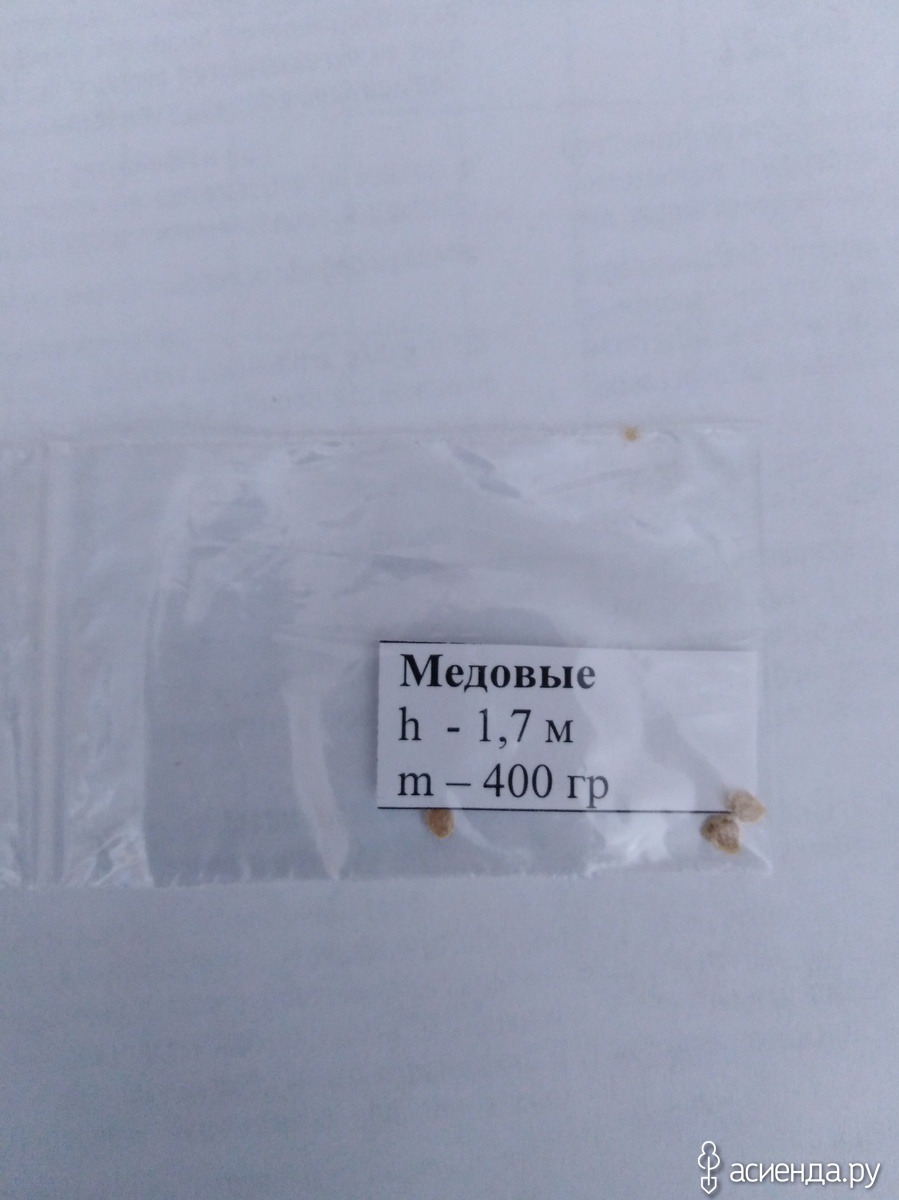 Медовые
h - 1,7 м
m – 400 гр
асиенда.ру